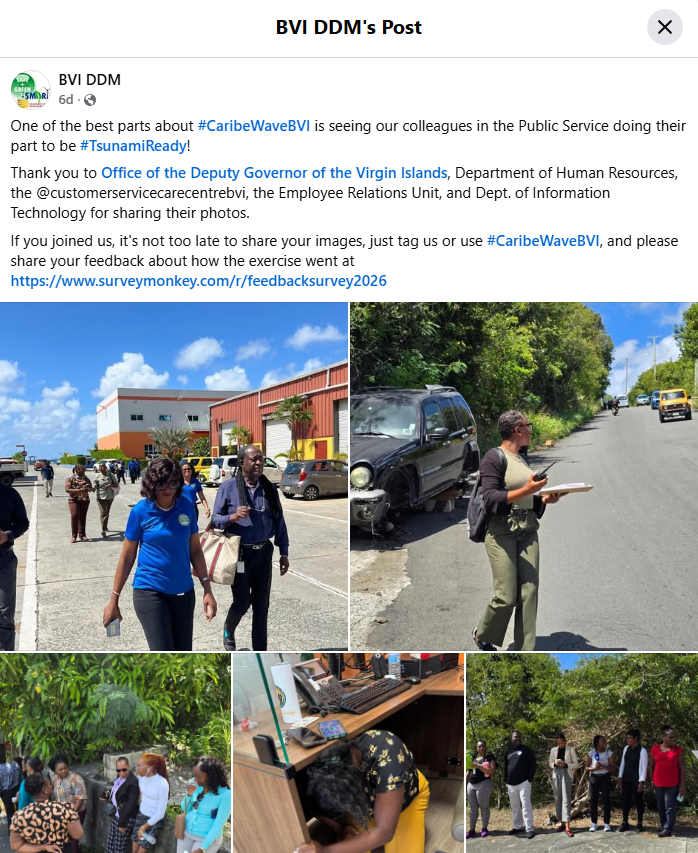 BVI DDM's Post
BVI DDM
6d
One of the best parts about #CaribeWaveBVI is seeing our colleagues in the Public Service doing their
part to be #TsunamiReady!
Thank you to Office of the Deputy Governor of the Virgin Islands, Department of Human Resources,
the @customerservicecarecentrebvi, the Employee Relations Unit, and Dept. of Information
Technology for sharing their photos.
If you joined us, it's not too late to share your images, just tag us or use #CaribeWaveBVI, and please
share your feedback about how the exercise went at
https://www.surveymonkey.com/r/feedbacksurvey2026